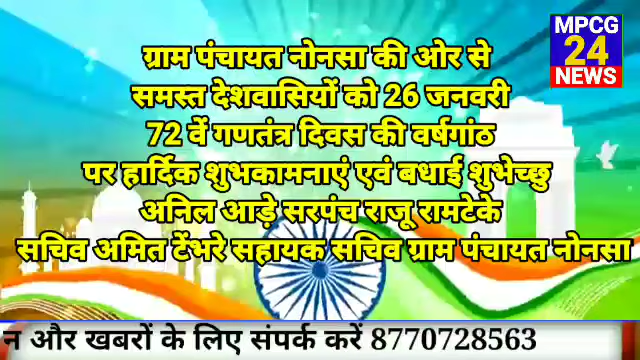 MPCG
24
NEWS
ग्राम पंचायत नोनसा की ओर से
समस्त देशवासियों को 26 जनवरी
72 वें गणतंत्र दिवस की वर्षगांठ
पर हार्दिक शुभकामनाएं एवं बधाई शुभेच्छु
अनिल आड़े सरपंच राजू रामटेके
सचिव अमित टेंभरे सहायक सचिव ग्राम पंचायत नोनसा
न और खबरों के लिए संपर्क करें 8770728563